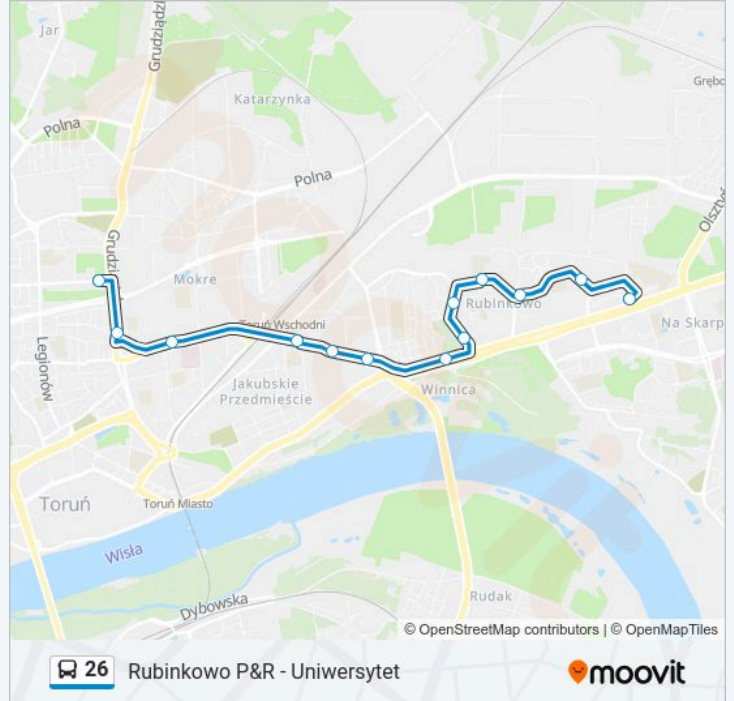 Jar
Grudziądzk
Grębo
Katarzynka
Polna
Polna
Olszty
Grudzi
Mokre
Rubinkowo
Toruń Wschodni
Na Skarp
Legionów
Jakubskie
Przedmieście
Winnica
Toruń
Toruń Miasto
Wisła
Dybowska
Rudak
© OpenStreetMap contributors | © OpenMapTiles
26 Rubinkowo P&R - Uniwersytet
moovit